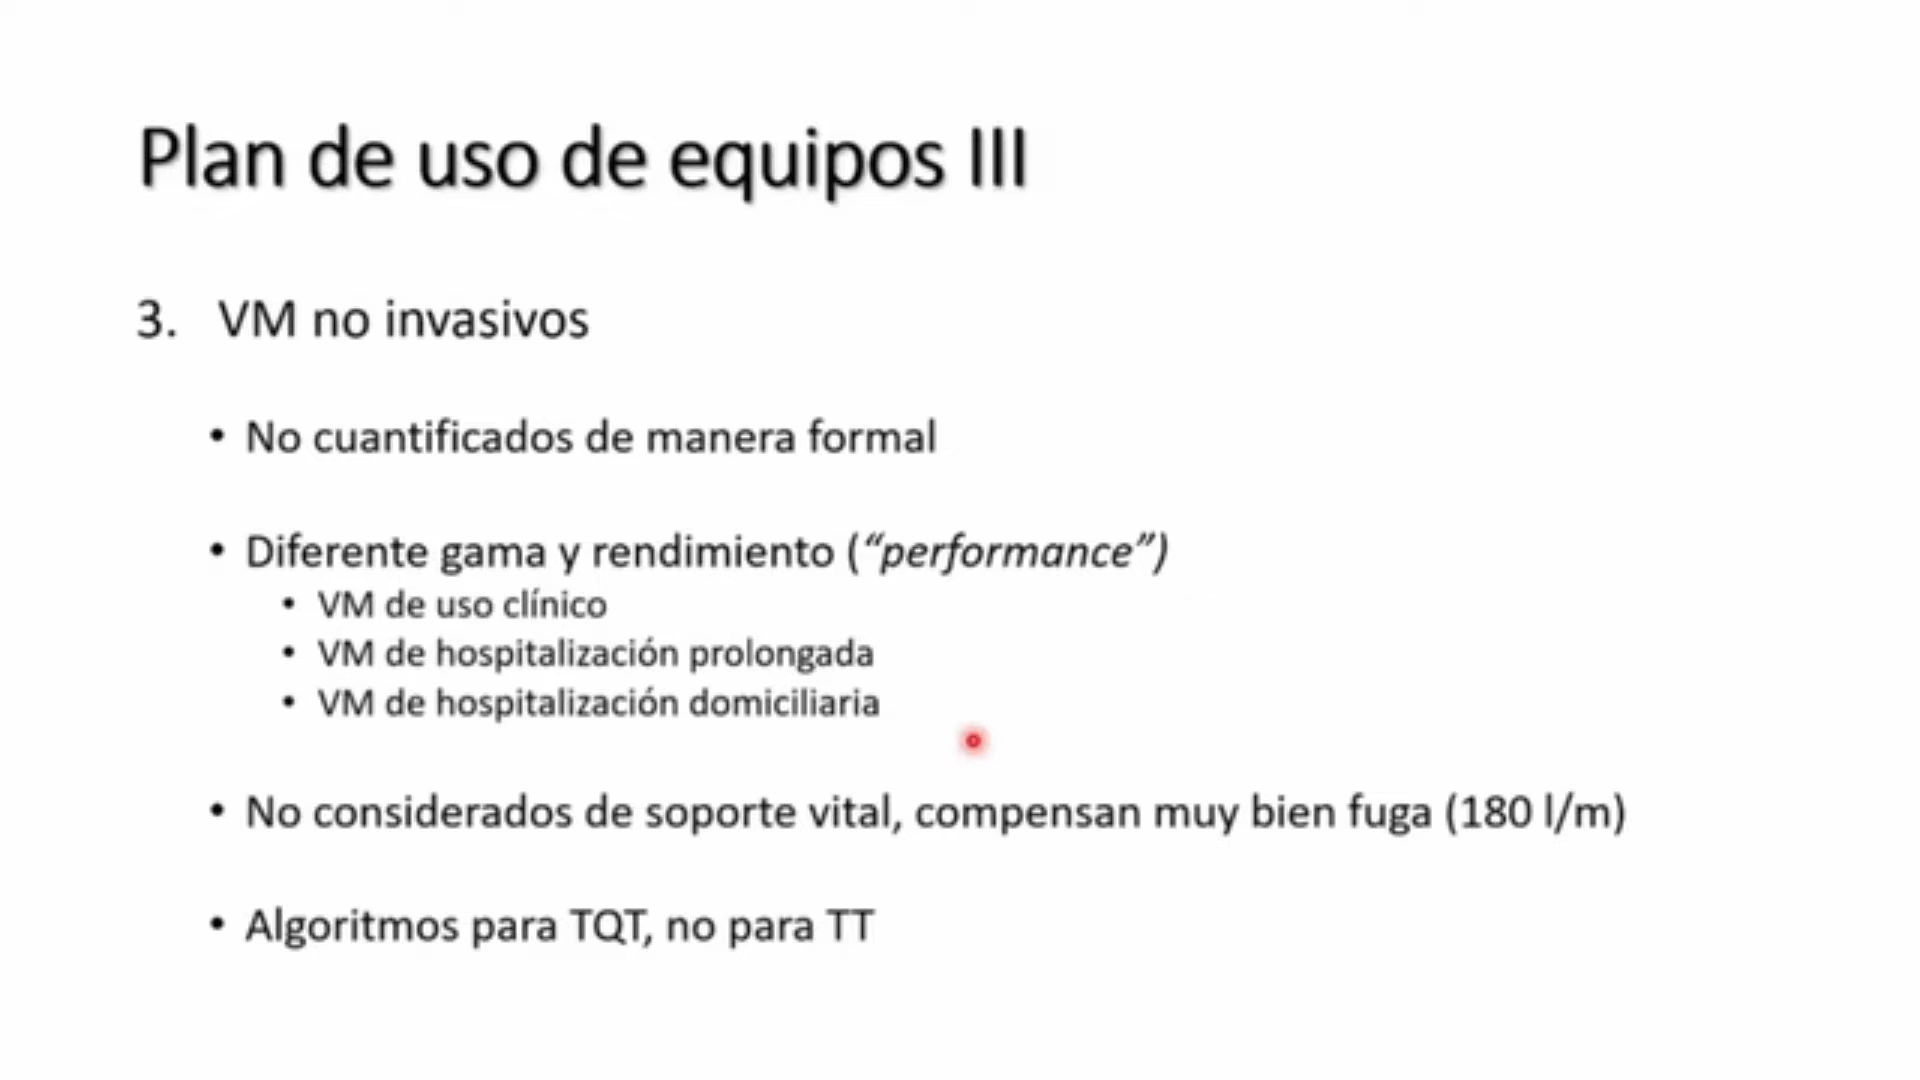 Plan de uso de equipos III
3. VM no invasivos
• No cuantificados de manera formal
• Diferente gama y rendimiento (“performance”)
• VM de uso clínico
• VM de hospitalización prolongada
• VM de hospitalización domiciliaria
• No considerados de soporte vital, compensan muy bien fuga (180 l/m)
• Algoritmos para TQT, no para TT